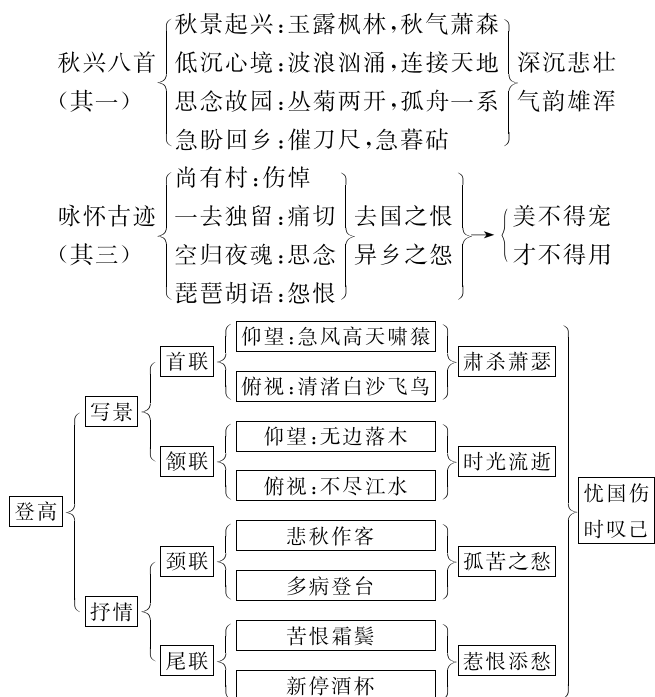 秋景起兴:玉露枫林,秋气萧森
秋兴八首 低沉心境:波浪汹涌,连接天地 深沉悲壮
(其一) 思念故园:丛菊两开,孤舟一系 气韵雄浑
急盼回乡:催刀尺,急暮砧
尚有村:伤悼
咏怀古迹 一去独留:痛切 去国之恨 美不得宠
(其三) 空归夜魂:思念 异乡之怨 才不得用
琵琶胡语:怨恨
仰望:急风高天啸猿
首联 肃杀萧瑟
俯视:清渚白沙飞鸟
写景
仰望:无边落木
颔联 时光流逝
俯视:不尽江水
登高 忧国伤
时叹己
悲秋作客
颈联 孤苦之愁
多病登台
抒情
苦恨霜鬓
尾联 惹恨添愁
新停酒杯